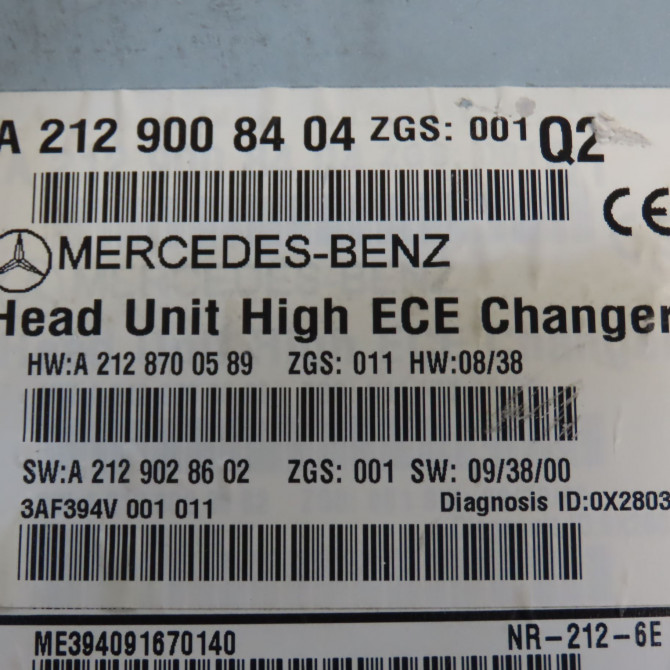 A 212 900 84 04 ZGS: 001 Q2
CE
MERCEDES-BENZ
Head Unit High ECE Changer
HW:A 212 870 05 89 ZGS: 011 HW:08/38
SW:A 212 902 86 02 ZGS: 001 SW: 09/38/00
3AF394V 001 011 Diagnosis ID:0X2803
ME394091670140 NR-212-6E